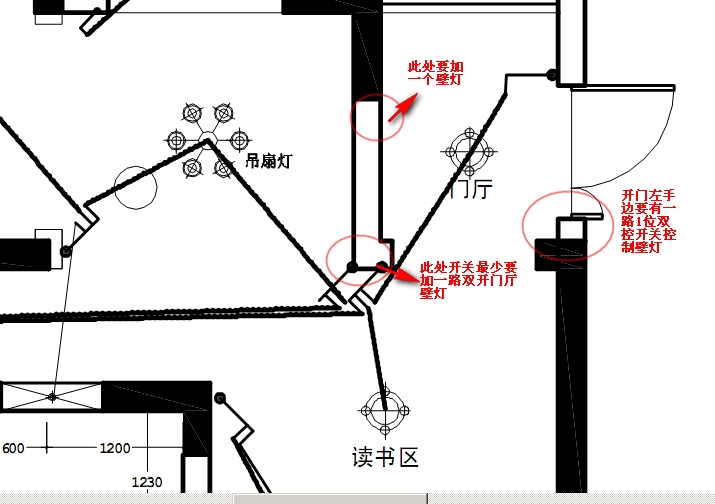 此处要加
一个壁灯
吊扇灯
门厅
开门左手
边要有一
路1位双
控开关控
制壁灯
此处开关最少要
加一路双开门厅
壁灯
读书区
600
1200
1230